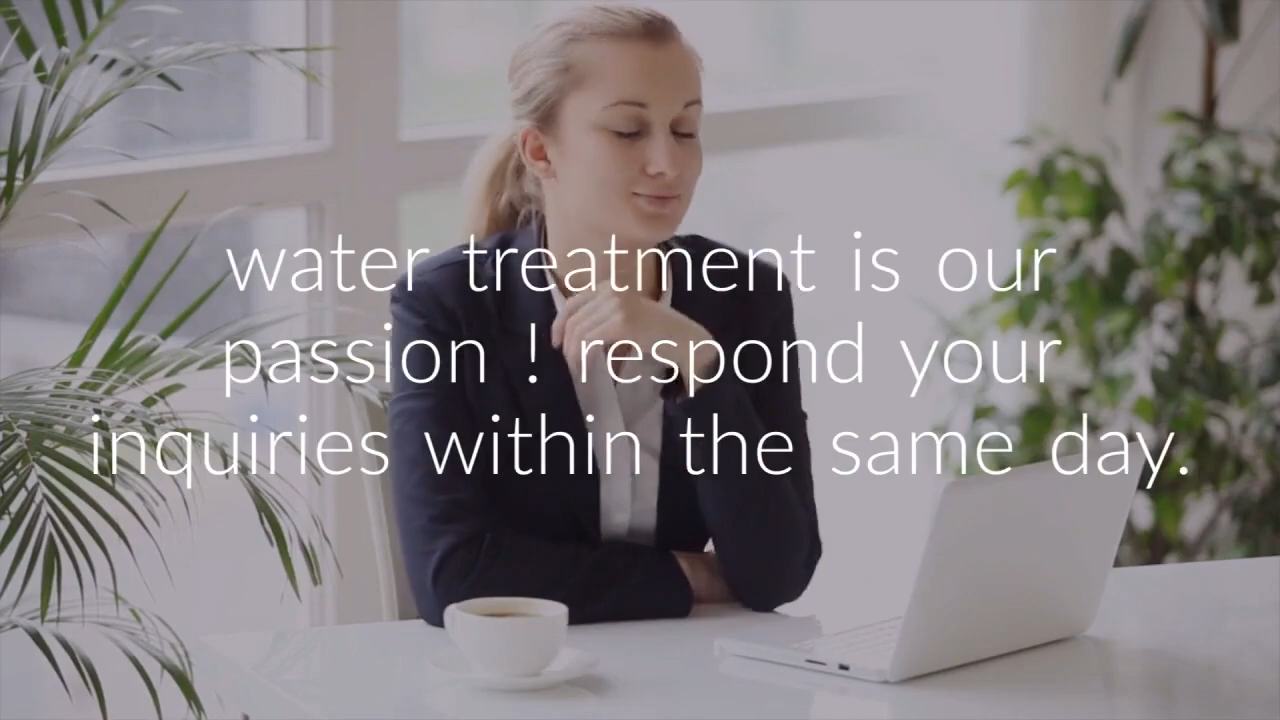 water treatment is our
passion ! respond your
inquiries within the same day.